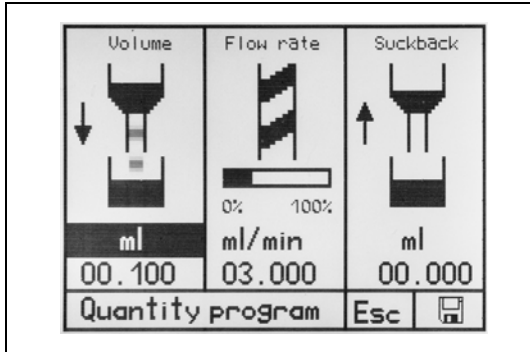 Volume Flow rate Suckback
0% 100%
ml ml/min ml
00.100 03.000 00.000
Quantity program Esc